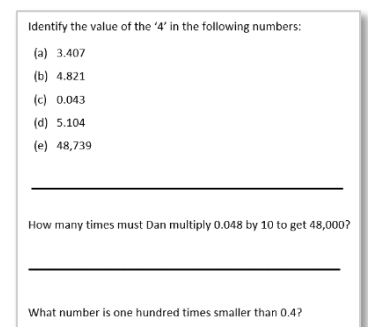 Identify the value of the ‘4’ in the following numbers:
(a) 3.407
(b) 4.821
(c) 0.043
(d) 5.104
(e) 48,739
How many times must Dan multiply 0.048 by 10 to get 48,000?
What number is one hundred times smaller than 0.4?